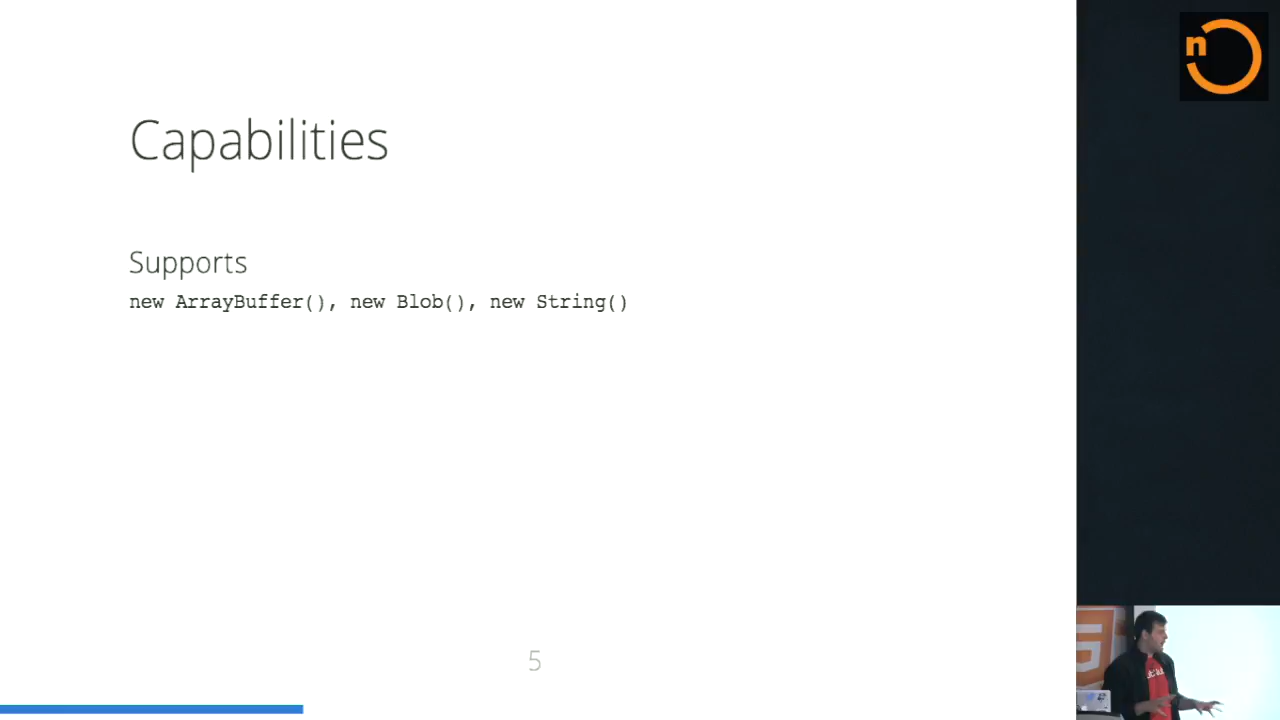 n
Capabilities
Supports
new ArrayBuffer(), new Blob(), new String()
5